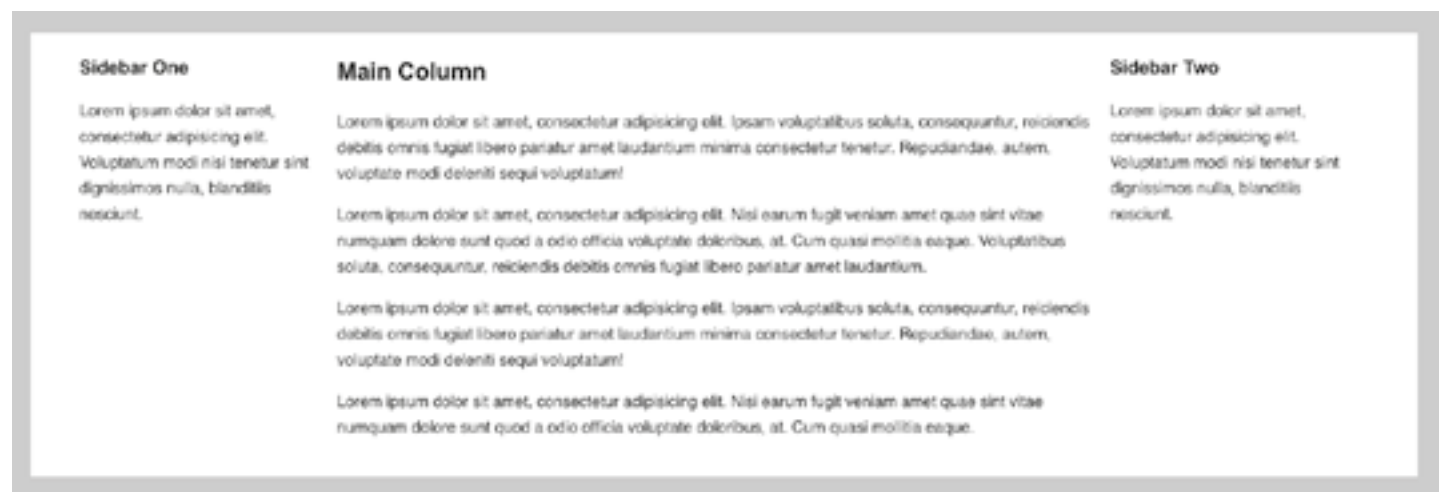 Sidebar One
Lorem ipsum dolor sit amet,
consectetur adipisicing elit.
Voluptatum modi nisi tenetur sint
dignissimos nulla, blanditiis
nesciunt.
Main Column
Lorem ipsum dolor sit amet, consectetur adipisicing elit. Ipsam voluptatibus soluta, consequuntur, reiciendis
debitis omnis fugiat libero pariatur amet laudantium minima consectetur tenetur. Repudiandae, autem,
voluptate modi deleniti sequi voluptatum!
Lorem ipsum dolor sit amet, consectetur adipisicing elit. Nisi earum fugit veniam amet quae sint vitae
numquam dolore sunt quod a odio officia voluptate doloribus, at. Cum quasi mollitia eaque. Voluptatibus
soluta, consequuntur, reiciendis debitis omnis fugiat libero pariatur amet laudantium.
Lorem ipsum dolor sit amet, consectetur adipisicing elit. Ipsam voluptatibus soluta, consequuntur, reiciendis
debitis omnis fugiat libero pariatur amet laudantium minima consectetur tenetur. Repudiandae, autem,
voluptate modi deleniti sequi voluptatum!
Lorem ipsum dolor sit amet, consectetur adipisicing elit. Nisi earum fugit veniam amet quae sint vitae
numquam dolore sunt quod a odio officia voluptate doloribus, at. Cum quasi mollitia eaque.
Sidebar Two
Lorem ipsum dolor sit amet,
consectetur adipisicing elit.
Voluptatum modi nisi tenetur sint
dignissimos nulla, blanditiis
nesciunt.